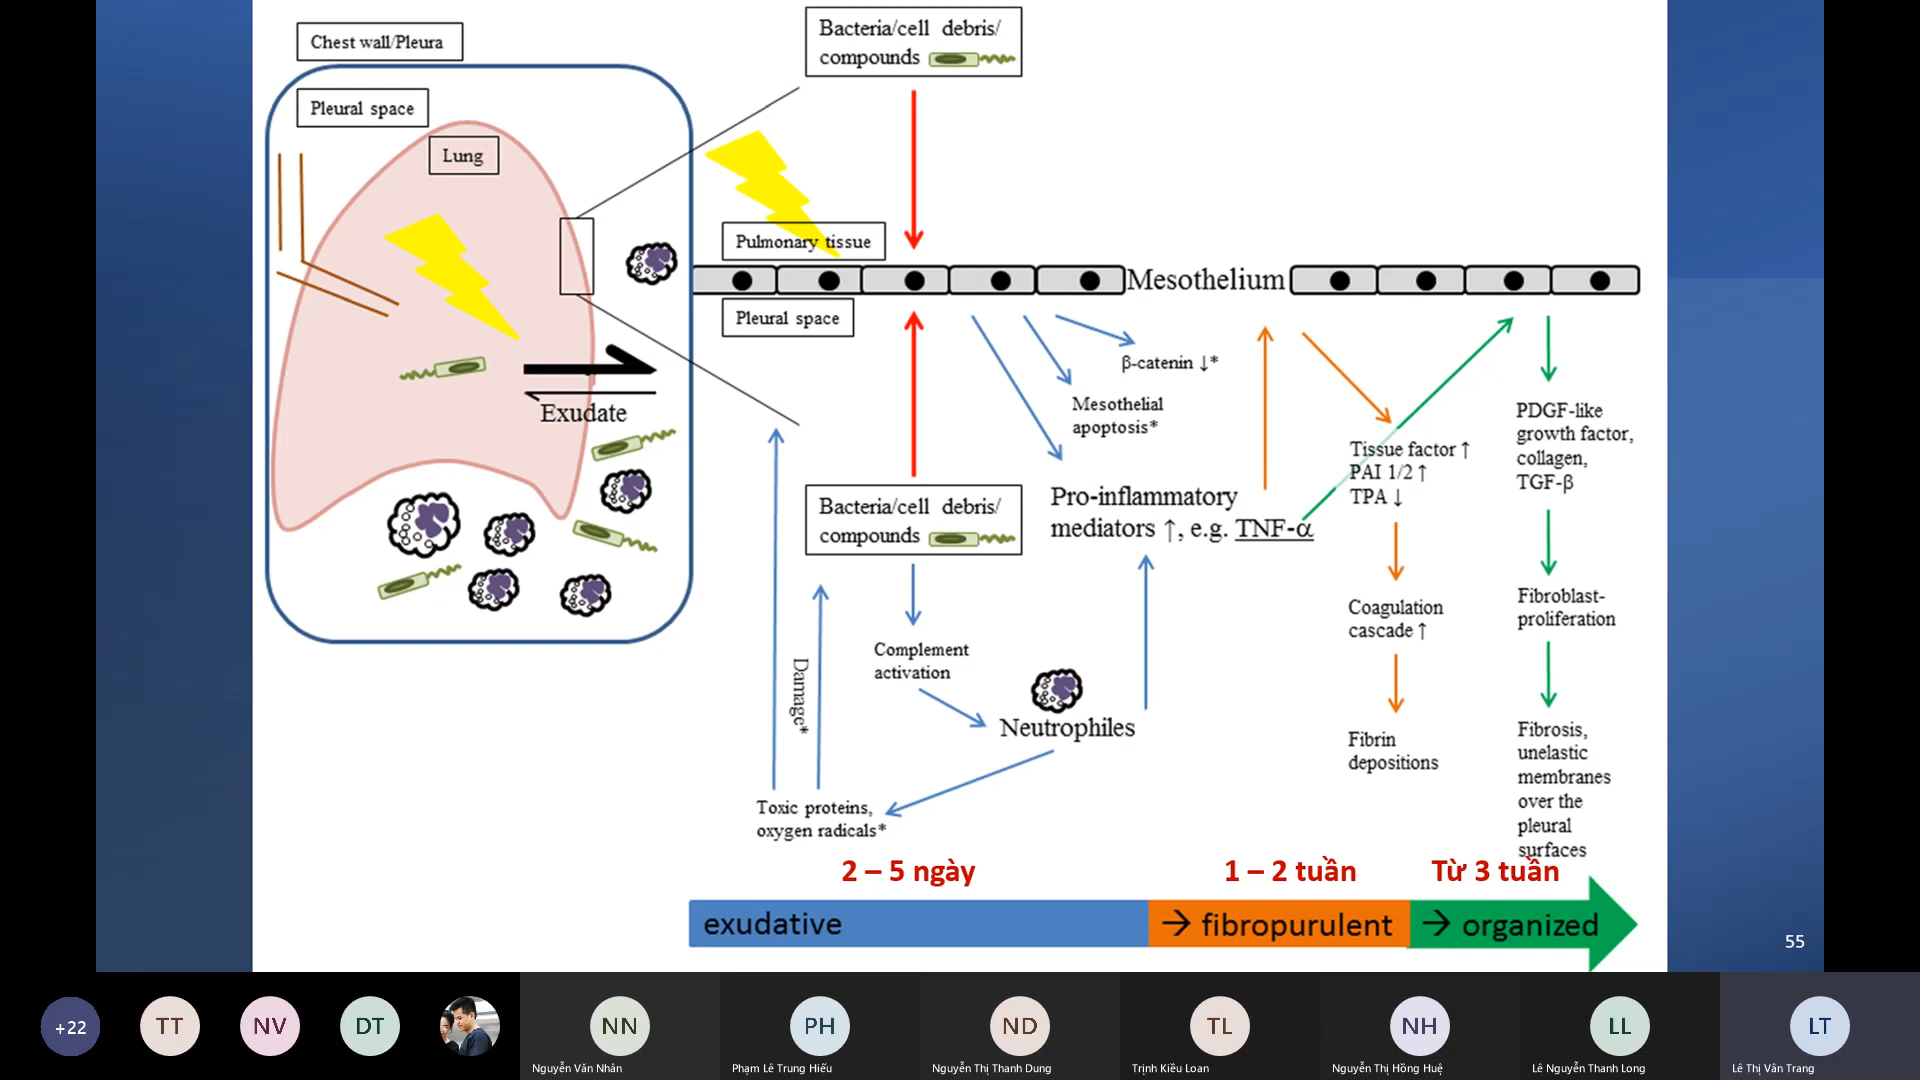 Chest wall/Pleura
Pleural space
Lung
Exudate
Bacteria/cell debris/
compounds
Pulmonary tissue
Mesothelium
Pleural space
β-catenin ↓*
Mesothelial
apoptosis*
Pro-inflammatory
mediators ↑, e.g. TNF-α
Bacteria/cell debris/
compounds
Complement
activation
Damage*
Neutrophiles
Toxic proteins,
oxygen radicals*
Tissue factor ↑
PAI 1/2 ↑
TPA ↓
Coagulation
cascade ↑
Fibrin
depositions
PDGF-like
growth factor,
collagen,
TGF-β
Fibroblast-
proliferation
Fibrosis,
unelastic
membranes
over the
pleural
surfaces
2 – 5 ngày
1 – 2 tuần
Từ 3 tuần
exudative
→ fibropurulent
→ organized
55
+22
TT
NV
DT
NN
PH
ND
TL
NH
LL
LT
Nguyễn Văn Nhân
Phạm Lê Trung Hiếu
Nguyễn Thị Thanh Dung
Trịnh Kiều Loan
Nguyễn Thị Hồng Huệ
Lê Nguyễn Thanh Long
Lê Thị Vân Trang